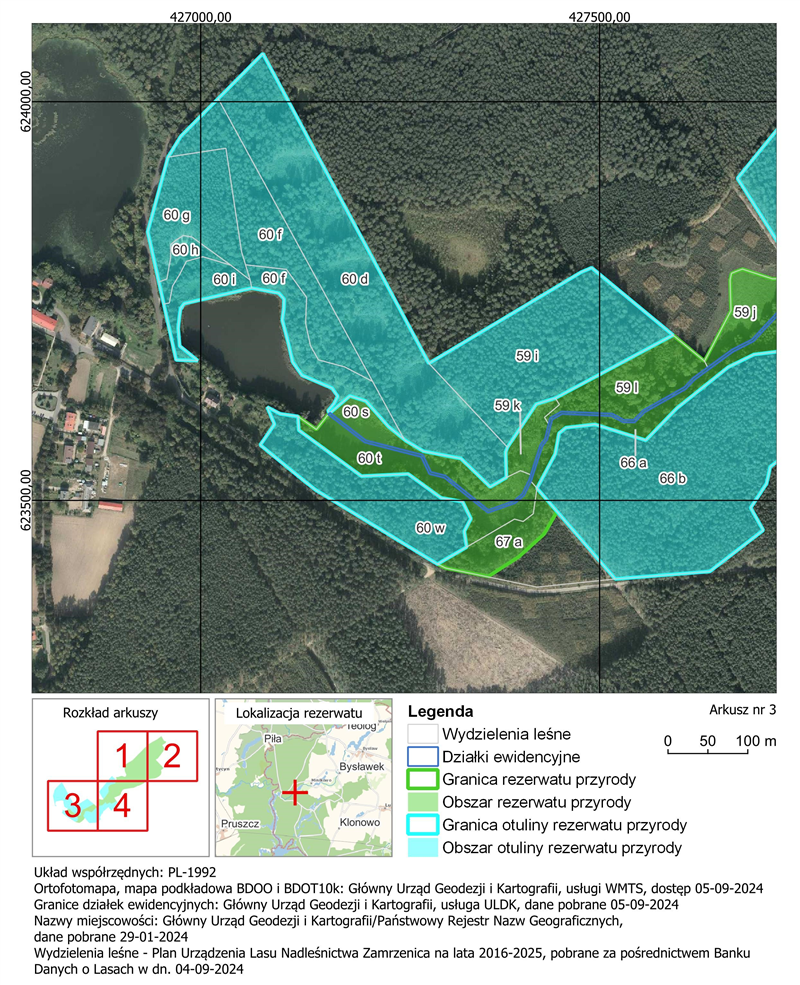 427000,00
427500,00
624000,00
623500,00
60 g
60 h
60 f
60 i
60 f
60 d
59 j
59 i
59 l
59 k
60 s
60 t
66 a
66 b
60 w
67 a
Rozkład arkuszy
1
2
3
4
Lokalizacja rezerwatu
Teolog
Piła
Bysławek
Pruszcz
Klonowo
Legenda
Wydzielenia leśne
Działki ewidencyjne
Granica rezerwatu przyrody
Obszar rezerwatu przyrody
Granica otuliny rezerwatu przyrody
Obszar otuliny rezerwatu przyrody
Arkusz nr 3
0 50 100 m
Układ współrzędnych: PL-1992
Ortofotomapa, mapa podkładowa BDOO i BDOT10k: Główny Urząd Geodezji i Kartografii, usługi WMTS, dostęp 05-09-2024
Granice działek ewidencyjnych: Główny Urząd Geodezji i Kartografii, usługa ULDK, dane pobrane 05-09-2024
Nazwy miejscowości: Główny Urząd Geodezji i Kartografii/Państwowy Rejestr Nazw Geograficznych,
dane pobrane 29-01-2024
Wydzielenia leśne - Plan Urządzenia Lasu Nadleśnictwa Zamrzenica na lata 2016-2025, pobrane za pośrednictwem Banku
Danych o Lasach w dn. 04-09-2024